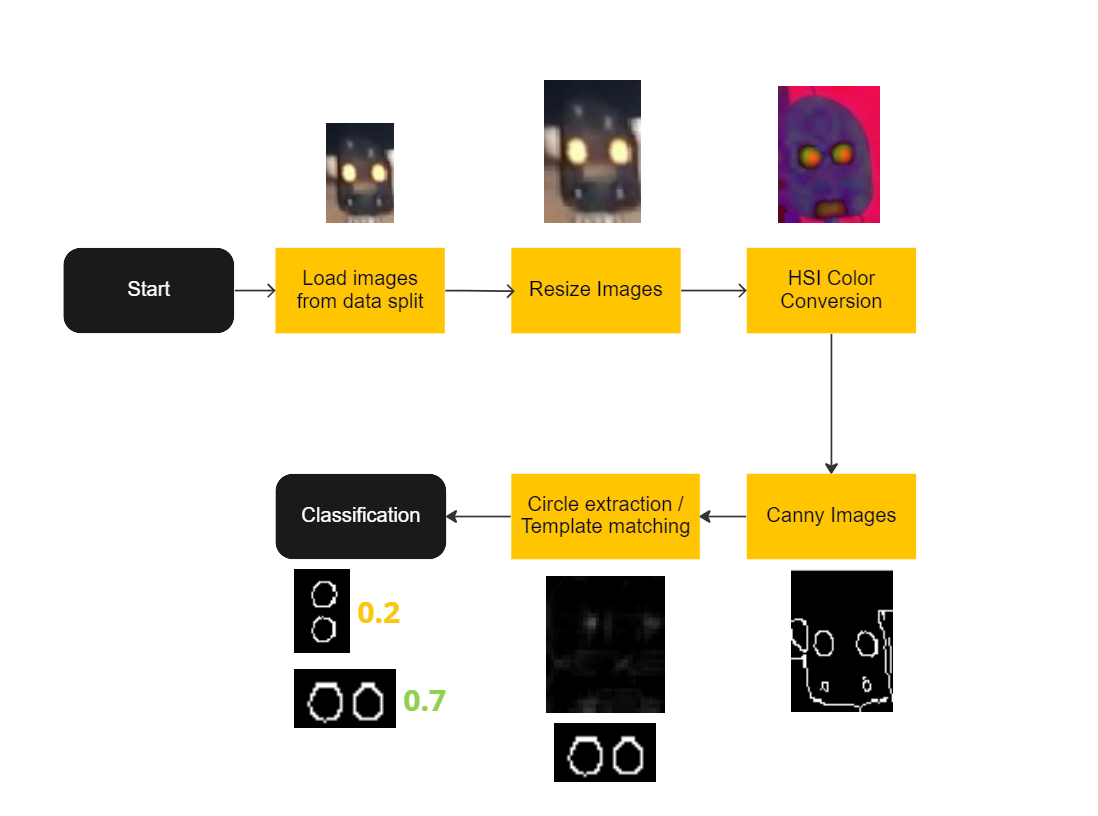 Start
Load images
from data split
Resize Images
HSI Color
Conversion
Canny Images
Circle extraction /
Template matching
Classification
0.2
0.7